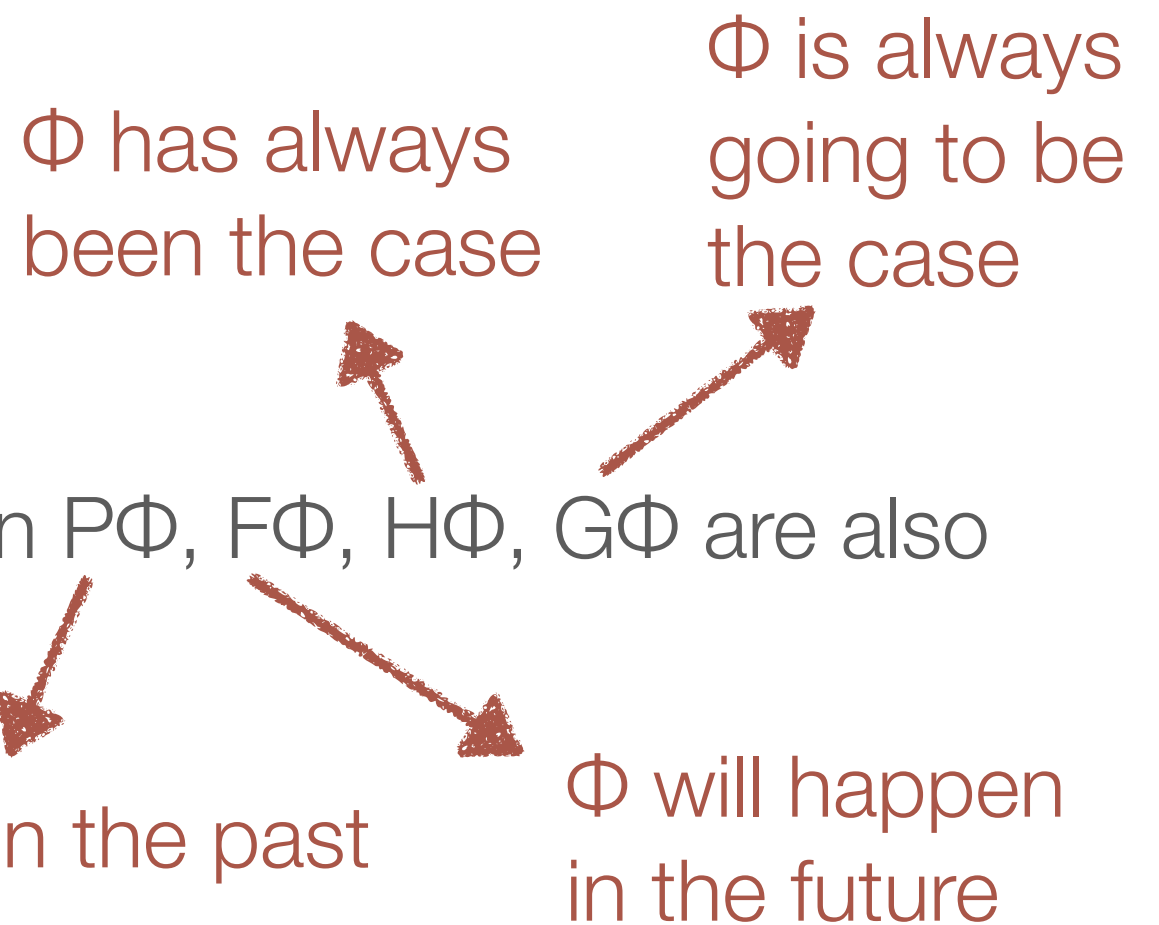 Φ is always
going to be
the case
Φ has always
been the case
PΦ, FΦ, HΦ, GΦ are also
Φ will happen
in the future
the past